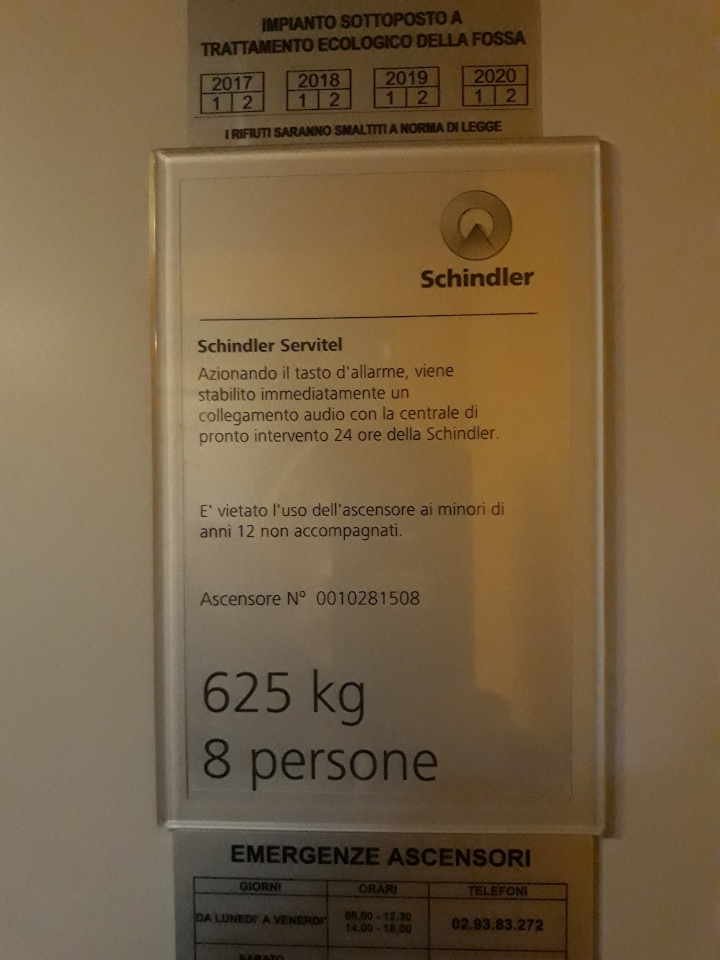 IMPIANTO SOTTOPOSTO A
TRATTAMENTO ECOLOGICO DELLA FOSSA
2017 2018 2019 2020
1 2 1 2 1 2 1 2
I RIFIUTI SARANNO SMALTITI A NORMA DI LEGGE
Schindler
Schindler Servitel
Azionando il tasto d'allarme, viene
stabilito immediatamente un
collegamento audio con la centrale di
pronto intervento 24 ore della Schindler.
E' vietato l'uso dell'ascensore ai minori di
anni 12 non accompagnati.
Ascensore N° 0010281508
625 kg
8 persone
EMERGENZE ASCENSORI
GIORNI ORARI TELEFONI
DA LUNEDI' A VENERDI' 08.00 - 12.30 02.93.83.272
14.00 - 18.00
SABATO